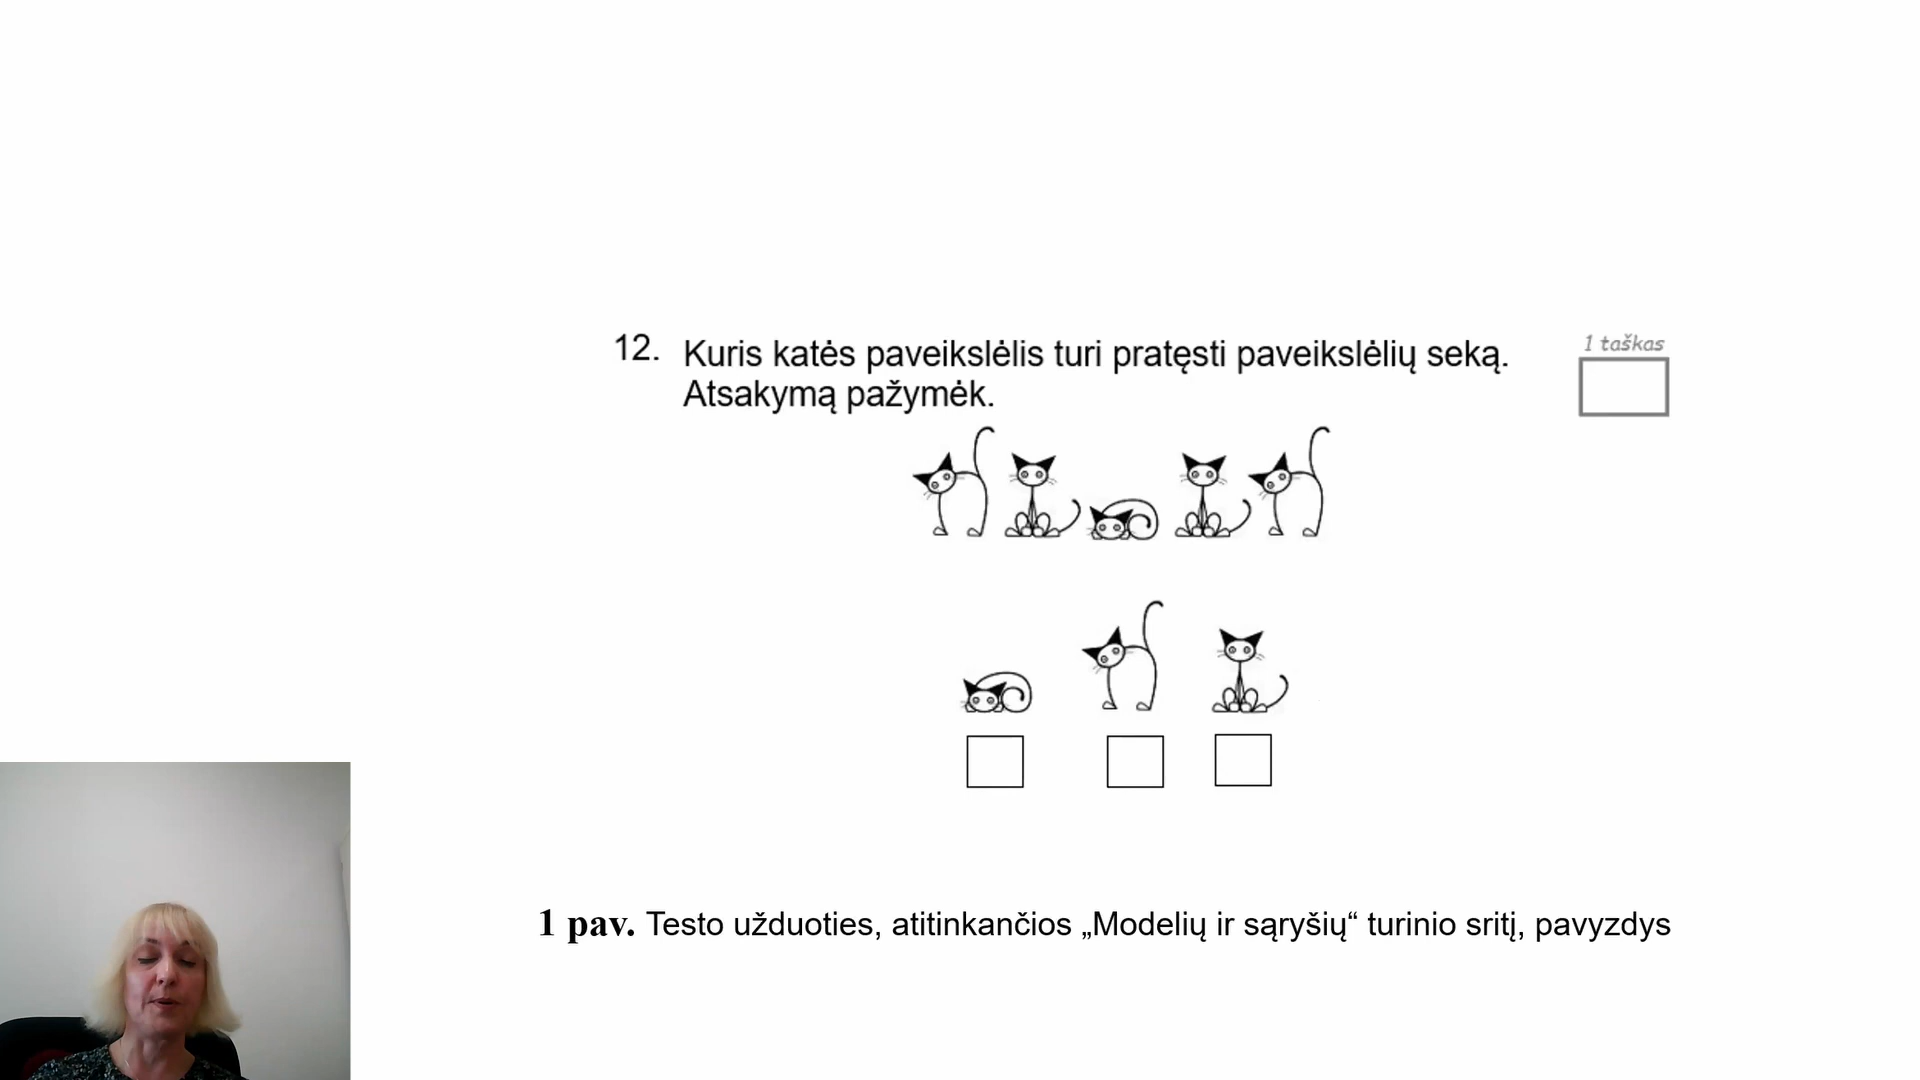 12. Kuris katės paveikslėlis turi pratęsti paveikslėlių seką.
Atsakymą pažymėk.
1 taškas
1 pav. Testo užduoties, atitinkančios „Modelių ir sąryšių“ turinio sritį, pavyzdys